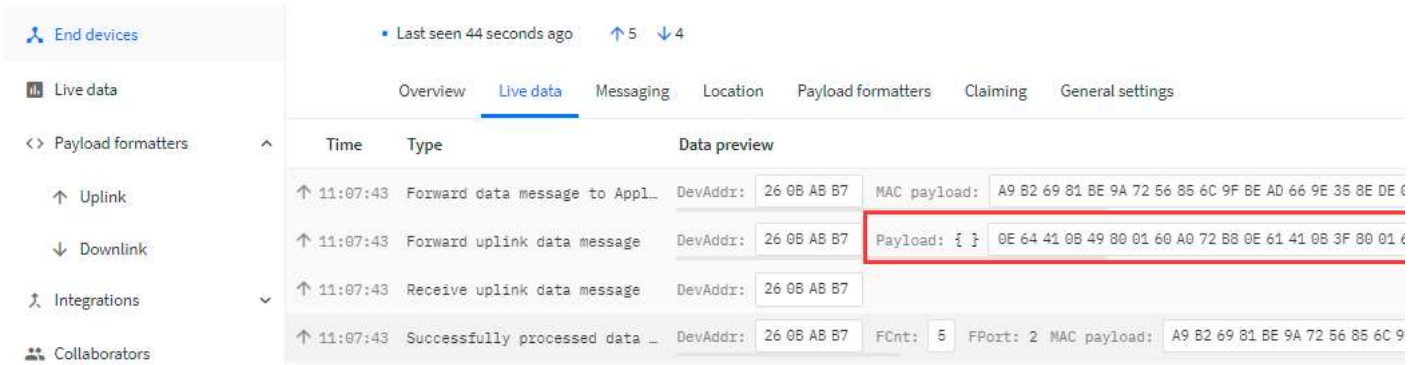 End devices
Last seen 44 seconds ago ↑ 5 ↓ 4
Live data
Overview Live data Messaging Location Payload formatters Claiming General settings
<> Payload formatters
Time Type Data preview
↑ 11:07:43 Forward data message to Appl… DevAddr: 26 0B AB B7 MAC payload: A9 B2 69 81 BE 9A 72 56 85 6C 9F BE AD 66 9E 35 8E DE
↑ Uplink
↑ 11:07:43 Forward uplink data message DevAddr: 26 0B AB B7 Payload: { } 0E 64 41 0B 49 80 01 60 A0 72 B8 0E 61 41 0B 3F 80 01
↓ Downlink
↑ 11:07:43 Receive uplink data message DevAddr: 26 0B AB B7
Integrations
↑ 11:07:43 Successfully processed data … DevAddr: 26 0B AB B7 FCnt: 5 FPort: 2 MAC payload: A9 B2 69 81 BE 9A 72 56 85 6C
Collaborators